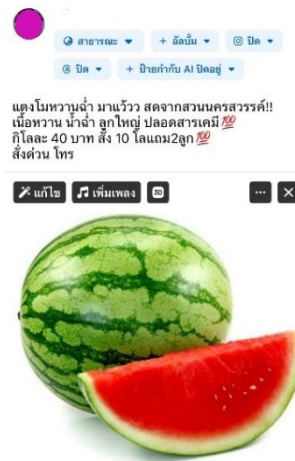 สาธารณะ
+ อัลบั้ม
ปิด
ปิด
+ ป้ายกำกับ AI ปิดอยู่
แตงโมหวานฉ่ำ มาแว้วว สดจากสวนนครสวรรค์!!
เนื้อหวาน น้ำฉ่ำ ลูกใหญ่ ปลอดสารเคมี 💯
กิโลละ 40 บาท สั่ง 10 โลแถม2ลูก 💯
สั่งด่วน โทร
แก้ไข
เพิ่มเพลง
3D